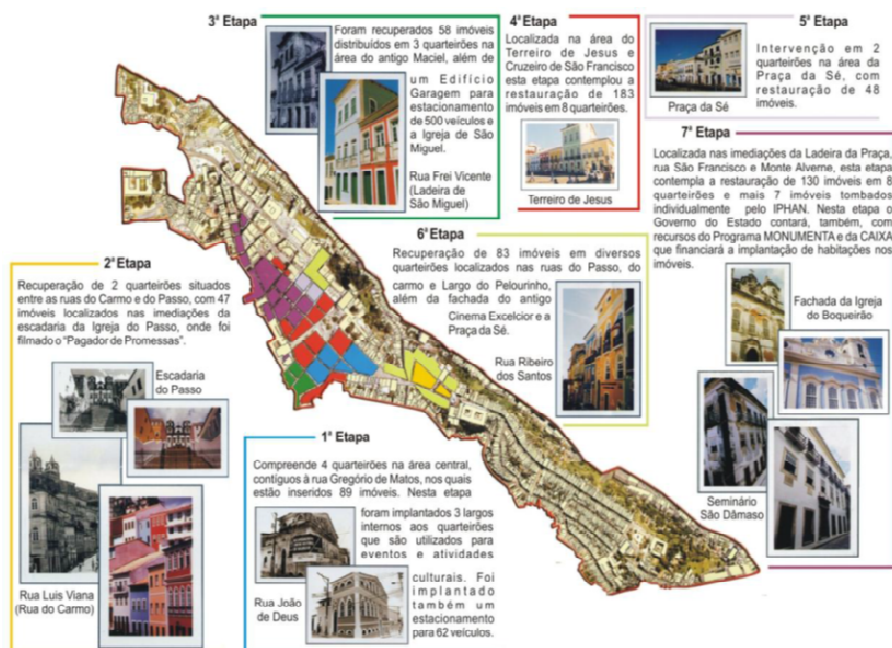 3ª Etapa
Foram recuperados 58 imóveis
distribuídos em 3 quarteirões na
área do antigo Maciel, além de
um Edifício
Garagem para
estacionamento
de 500 veículos e
a Igreja de São
Miguel.
Rua Frei Vicente
(Ladeira de
São Miguel)
4ª Etapa
Localizada na área do
Terreiro de Jesus e
Cruzeiro de São Francisco
esta etapa contemplou a
restauração de 183
imóveis em 8 quarteirões.
Terreiro de Jesus
5ª Etapa
Intervenção em 2
quarteirões na área da
Praça da Sé, com
restauração de 48
imóveis.
Praça da Sé
7ª Etapa
Localizada nas imediações da Ladeira da Praça,
rua São Francisco e Monte Alverne, esta etapa
contempla a restauração de 130 imóveis em 8
quarteirões e mais 7 imóveis tombados
individualmente pelo IPHAN. Nesta etapa o
Governo do Estado contará, também, com
recursos do Programa MONUMENTA e da CAIXA
que financiará a implantação de habitações nos
imóveis.
Fachada da Igreja
do Boqueirão
Seminário
São Dâmaso
6ª Etapa
Recuperação de 83 imóveis em diversos
quarteirões localizados nas ruas do Passo, do
carmo e Largo do Pelourinho,
além da fachada do antigo
Cinema Excelcior e a
Praça da Sé.
Rua Ribeiro
dos Santos
2ª Etapa
Recuperação de 2 quarteirões situados
entre as ruas do Carmo e do Passo, com 47
imóveis localizados nas imediações da
escadaria da Igreja do Passo, onde foi
filmado o "Pagador de Promessas".
Escadaria
do Passo
Rua Luis Viana
(Rua do Carmo)
1ª Etapa
Compreende 4 quarteirões na área central,
contíguos à rua Gregório de Matos, nos quais
estão inseridos 89 imóveis. Nesta etapa
foram implantados 3 largos
internos aos quarteirões
que são utilizados para
eventos e atividades
culturais. Foi
implantado
também um
estacionamento
para 62 veículos.
Rua João
de Deus